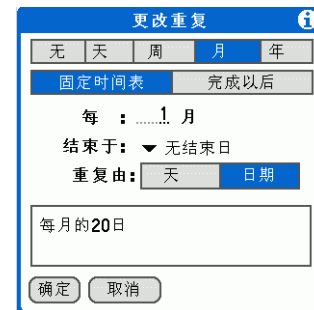 更改重复 i
无 天 周 月 年
固定时间表 完成以后
每 : 1 月
结束于: 无结束日
重复由: 天 日期
每月的20日
确定 取消